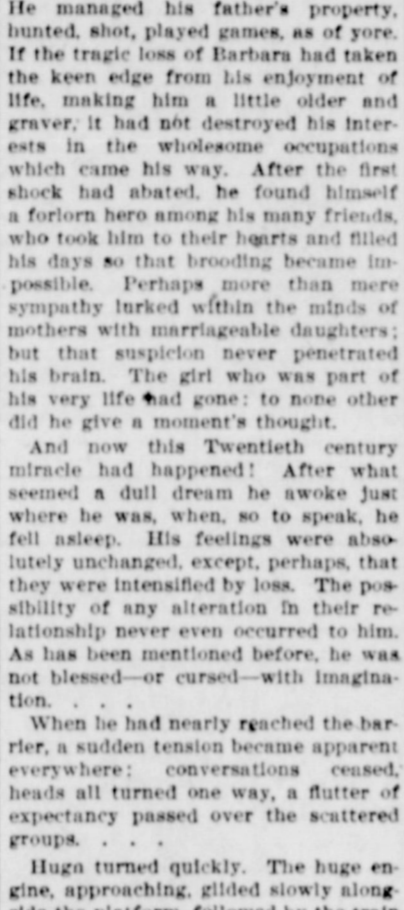 He managed his father's property,
hunted, shot, played games, as of yore.
If the tragic loss of Barbara had taken
the keen edge from his enjoyment of
life, making him a little older and
graver, it had not destroyed his inter-
ests in the wholesome occupations
which came his way. After the first
shock had abated, he found himself
a forlorn hero among his many friends,
who took him to their hearts and filled
his days so that brooding became im-
possible. Perhaps more than mere
sympathy lurked within the minds of
mothers with marriageable daughters;
but that suspicion never penetrated
his brain. The girl who was part of
his very life had gone: to none other
did he give a moment's thought.
And now this Twentieth century
miracle had happened! After what
seemed a dull dream he awoke just
where he was, when, so to speak, he
fell asleep. His feelings were abso-
lutely unchanged, except, perhaps, that
they were intensified by loss. The pos-
sibility of any alteration in their re-
lationship never even occurred to him.
As has been mentioned before, he was
not blessed—or cursed—with imagina-
tion. . . .
When he had nearly reached the bar-
rier, a sudden tension became apparent
everywhere: conversations ceased,
heads all turned one way, a flutter of
expectancy passed over the scattered
groups. . . .
Hugh turned quickly. The huge en-
gine, approaching, glided slowly along-
side the platform, followed by the train